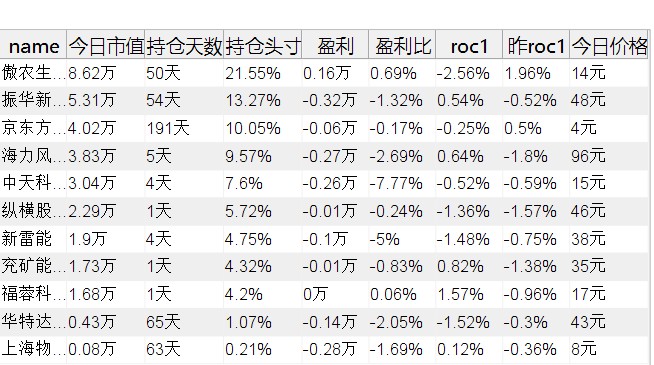 name 今日市值 持仓天数 持仓头寸 盈利 盈利比 roc1 昨roc1 今日价格
傲农生... 8.62万 50天 21.55% 0.16万 0.69% -2.56% 1.96% 14元
振华新... 5.31万 54天 13.27% -0.32万 -1.32% 0.54% -0.52% 48元
京东方... 4.02万 191天 10.05% -0.06万 -0.17% -0.25% 0.5% 4元
海力风... 3.83万 5天 9.57% -0.27万 -2.69% 0.64% -1.8% 96元
中天科... 3.04万 4天 7.6% -0.26万 -7.77% -0.52% -0.59% 15元
纵横股... 2.29万 1天 5.72% -0.01万 -0.24% -1.36% -1.57% 46元
新雷能 1.9万 4天 4.75% -0.1万 -5% -1.48% -0.75% 38元
兖矿能... 1.73万 1天 4.32% -0.01万 -0.83% 0.82% -1.38% 35元
福蓉科... 1.68万 1天 4.2% 0万 0.06% 1.57% -0.96% 17元
华特达... 0.43万 65天 1.07% -0.14万 -2.05% -1.52% -0.3% 43元
上海物... 0.08万 63天 0.21% -0.28万 -1.69% 0.12% -0.36% 8元